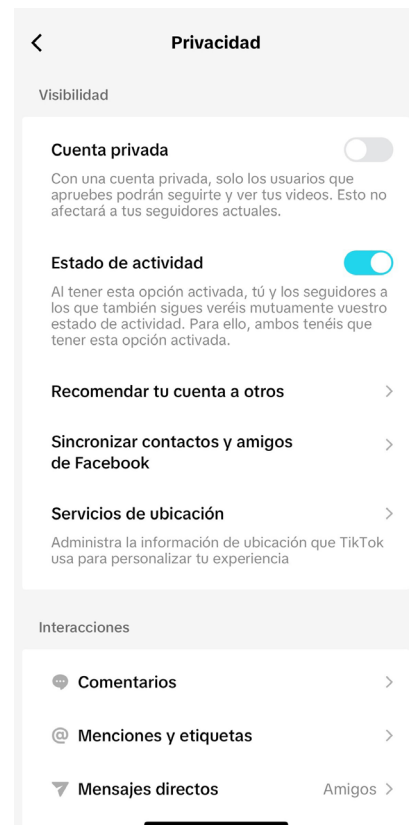 Privacidad
Visibilidad
Cuenta privada
Con una cuenta privada, solo los usuarios que
apruebes podrán seguirte y ver tus videos. Esto no
afectará a tus seguidores actuales.
Estado de actividad
Al tener esta opción activada, tú y los seguidores a
los que también sigues veréis mutuamente vuestro
estado de actividad. Para ello, ambos tenéis que
tener esta opción activada.
Recomendar tu cuenta a otros
Sincronizar contactos y amigos
de Facebook
Servicios de ubicación
Administra la información de ubicación que TikTok
usa para personalizar tu experiencia
Interacciones
Comentarios
@ Menciones y etiquetas
Mensajes directos Amigos